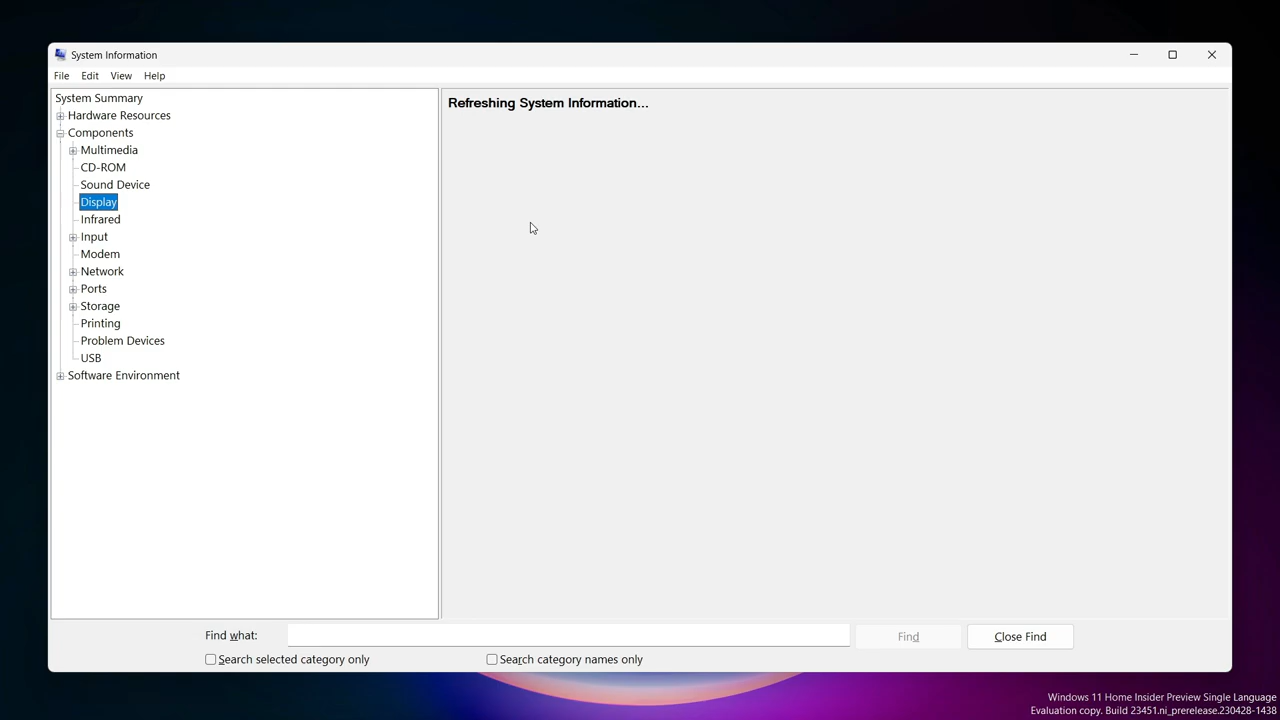 System Information
File Edit View Help
System Summary
Hardware Resources
Components
Multimedia
CD-ROM
Sound Device
Display
Infrared
Input
Modem
Network
Ports
Storage
Printing
Problem Devices
USB
Software Environment
Refreshing System Information...
Find what:
Find
Close Find
Search selected category only
Search category names only
Windows 11 Home Insider Preview Single Language
Evaluation copy. Build 23451.ni_prerelease.230428-1438